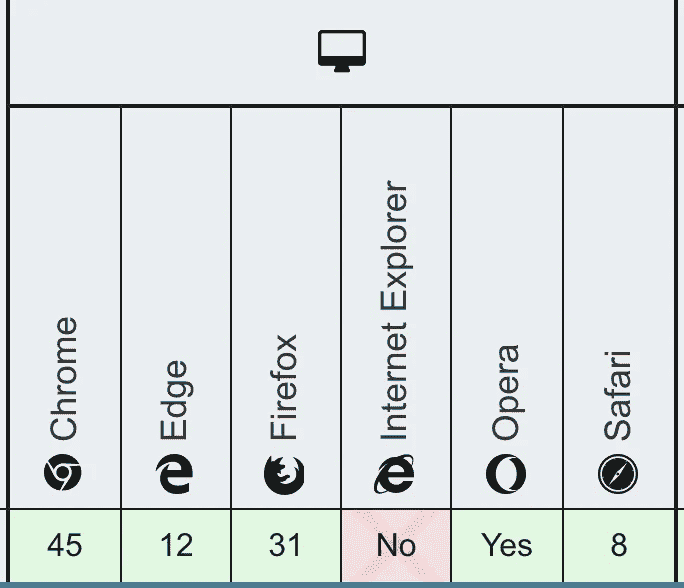 Chrome
Edge
Firefox
Internet Explorer
Opera
Safari
45 12 31 No Yes 8